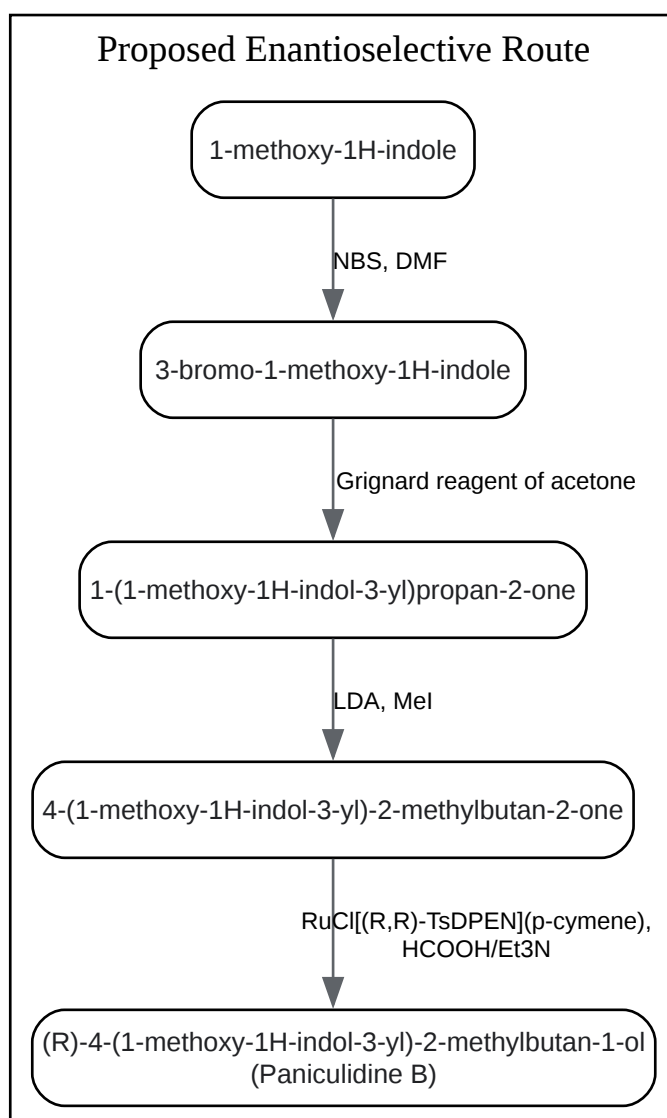 Proposed Enantioselective Route
1-methoxy-1H-indole
NBS, DMF
3-bromo-1-methoxy-1H-indole
Grignard reagent of acetone
1-(1-methoxy-1H-indol-3-yl)propan-2-one
LDA, MeI
4-(1-methoxy-1H-indol-3-yl)-2-methylbutan-2-one
RuCl[(R,R)-TsDPEN](p-cymene),
HCOOH/Et3N
(R)-4-(1-methoxy-1H-indol-3-yl)-2-methylbutan-1-ol
(Paniculidine B)